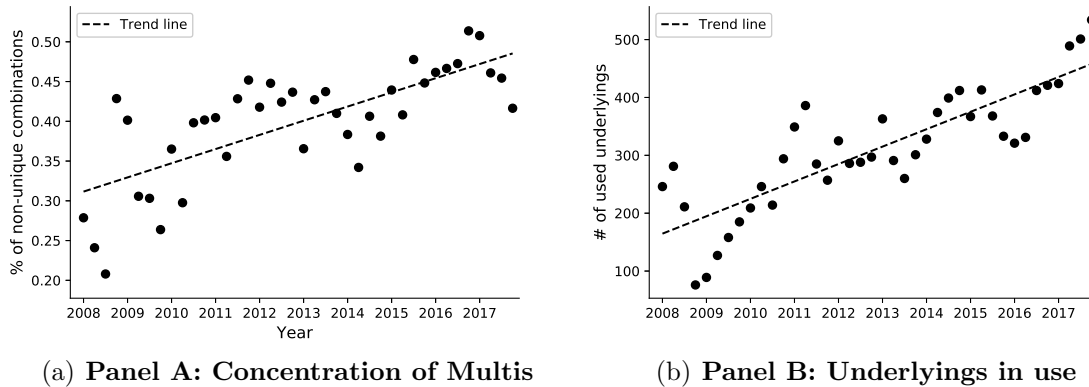 Trend line
0.50
0.45
0.40
0.35
0.30
0.25
0.20
% of non-unique combinations
2008 2009 2010 2011 2012 2013 2014 2015 2016 2017
Year
(a) Panel A: Concentration of Multis
Trend line
500
400
300
200
100
# of used underlyings
2008 2009 2010 2011 2012 2013 2014 2015 2016 2017
(b) Panel B: Underlyings in use